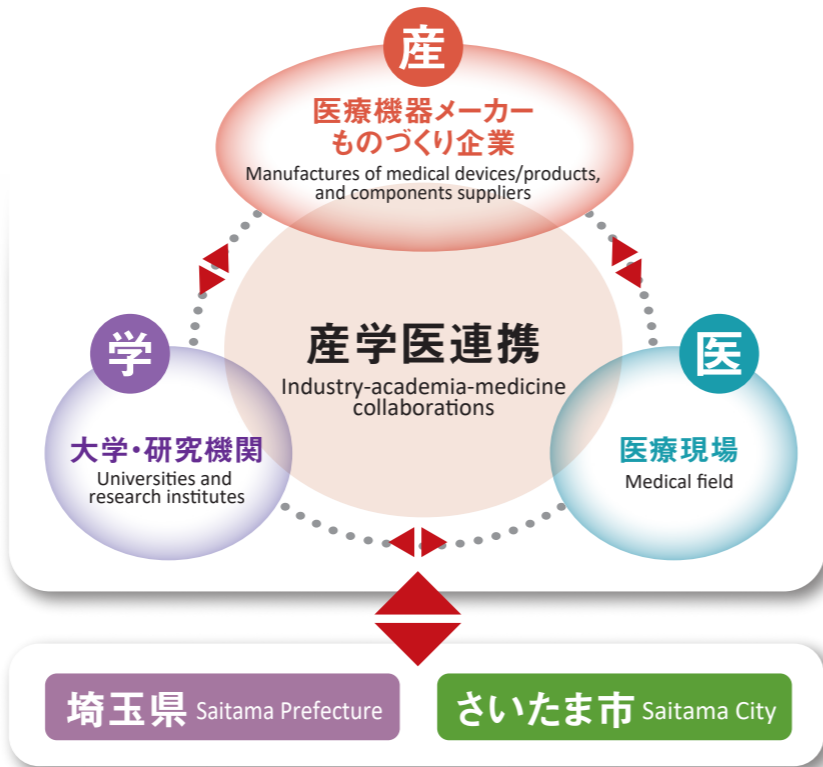 産
医療機器メーカー
ものづくり企業
Manufactures of medical devices/products,
and components suppliers
産学医連携
Industry-academia-medicine
collaborations
学
大学・研究機関
Universities and
research institutes
医
医療現場
Medical field
埼玉県 Saitama Prefecture
さいたま市 Saitama City